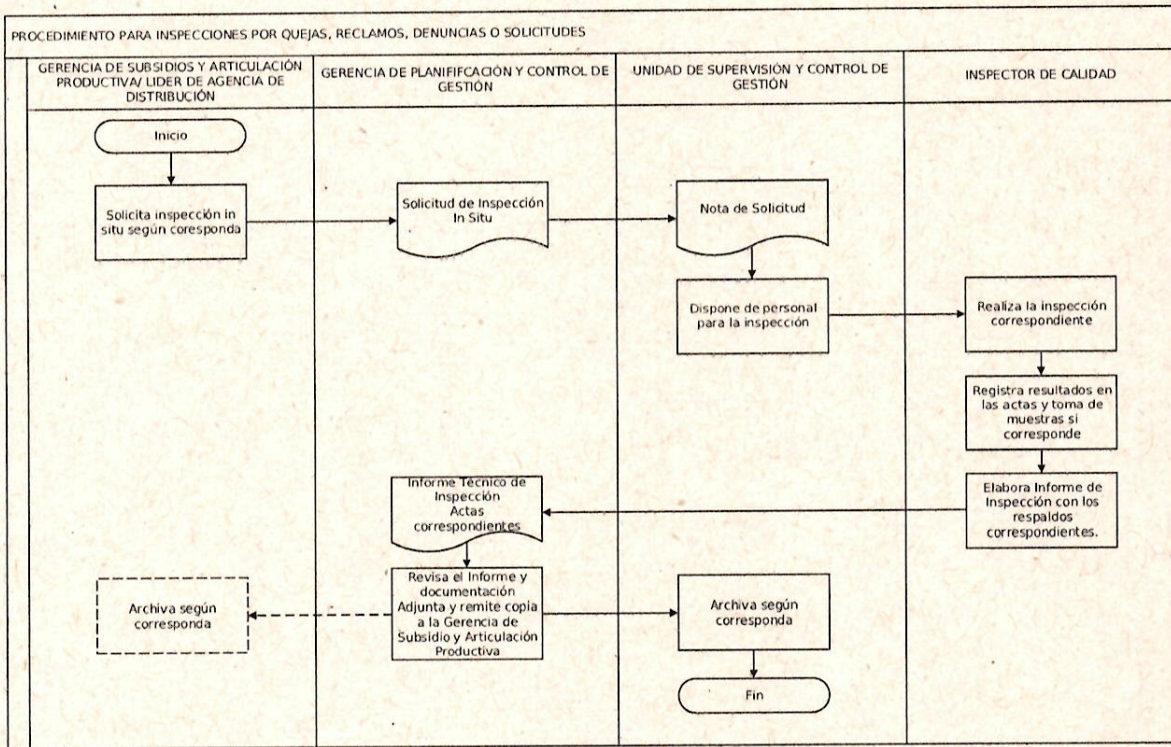 PROCEDIMIENTO PARA INSPECCIONES POR QUEJAS, RECLAMOS, DENUNCIAS O SOLICITUDES
GERENCIA DE SUBSIDIOS Y ARTICULACIÓN
PRODUCTIVA/ LIDER DE AGENCIA DE
DISTRIBUCIÓN
GERENCIA DE PLANIFIFCACIÓN Y CONTROL DE
GESTIÓN
UNIDAD DE SUPERVISIÓN Y CONTROL DE
GESTIÓN
INSPECTOR DE CALIDAD
Inicio
Solicita inspección in
situ según coresponda
Solicitud de Inspección
In Situ
Nota de Solicitud
Dispone de personal
para la inspección
Realiza la inspección
correspondiente
Registra resultados en
las actas y toma de
muestras si
corresponde
Elabora Informe de
Inspección con los
respaldos
correspondientes.
Informe Técnico de
Inspección
Actas
correspondientes
Revisa el Informe y
documentación
Adjunta y remite copia
a la Gerencia de
Subsidio y Articulación
Productiva
Archiva según
corresponda
Archiva según
corresponda
Fin